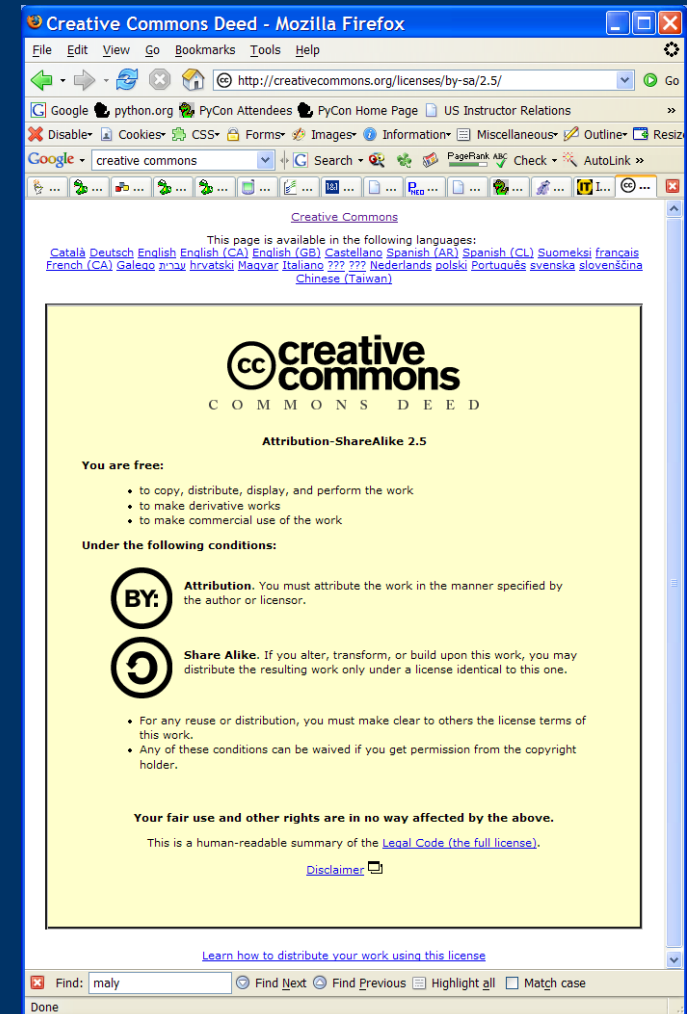 Creative Commons Deed - Mozilla Firefox
File Edit View Go Bookmarks Tools Help
http://creativecommons.org/licenses/by-sa/2.5/ Go
Google python.org PyCon Attendees PyCon Home Page US Instructor Relations »
Disable Cookies CSS Forms Images Information Miscellaneous Outline Resiz
Google creative commons Search PageRank Check AutoLink »
... ... ... ... ... ... ... ... ... ... ... ... I... ...
Creative Commons
This page is available in the following languages:
Català Deutsch English English (CA) English (GB) Castellano Spanish (AR) Spanish (CL) Suomeksi français
French (CA) Galego עברית hrvatski Magyar Italiano ??? ??? Nederlands polski Português svenska slovenščina
Chinese (Taiwan)
cc creative
commons
COMMONS DEED
Attribution-ShareAlike 2.5
You are free:
• to copy, distribute, display, and perform the work
• to make derivative works
• to make commercial use of the work
Under the following conditions:
BY: Attribution. You must attribute the work in the manner specified by
the author or licensor.
Share Alike. If you alter, transform, or build upon this work, you may
distribute the resulting work only under a license identical to this one.
• For any reuse or distribution, you must make clear to others the license terms of
this work.
• Any of these conditions can be waived if you get permission from the copyright
holder.
Your fair use and other rights are in no way affected by the above.
This is a human-readable summary of the Legal Code (the full license).
Disclaimer
Learn how to distribute your work using this license
Find: maly Find Next Find Previous Highlight all Match case
Done